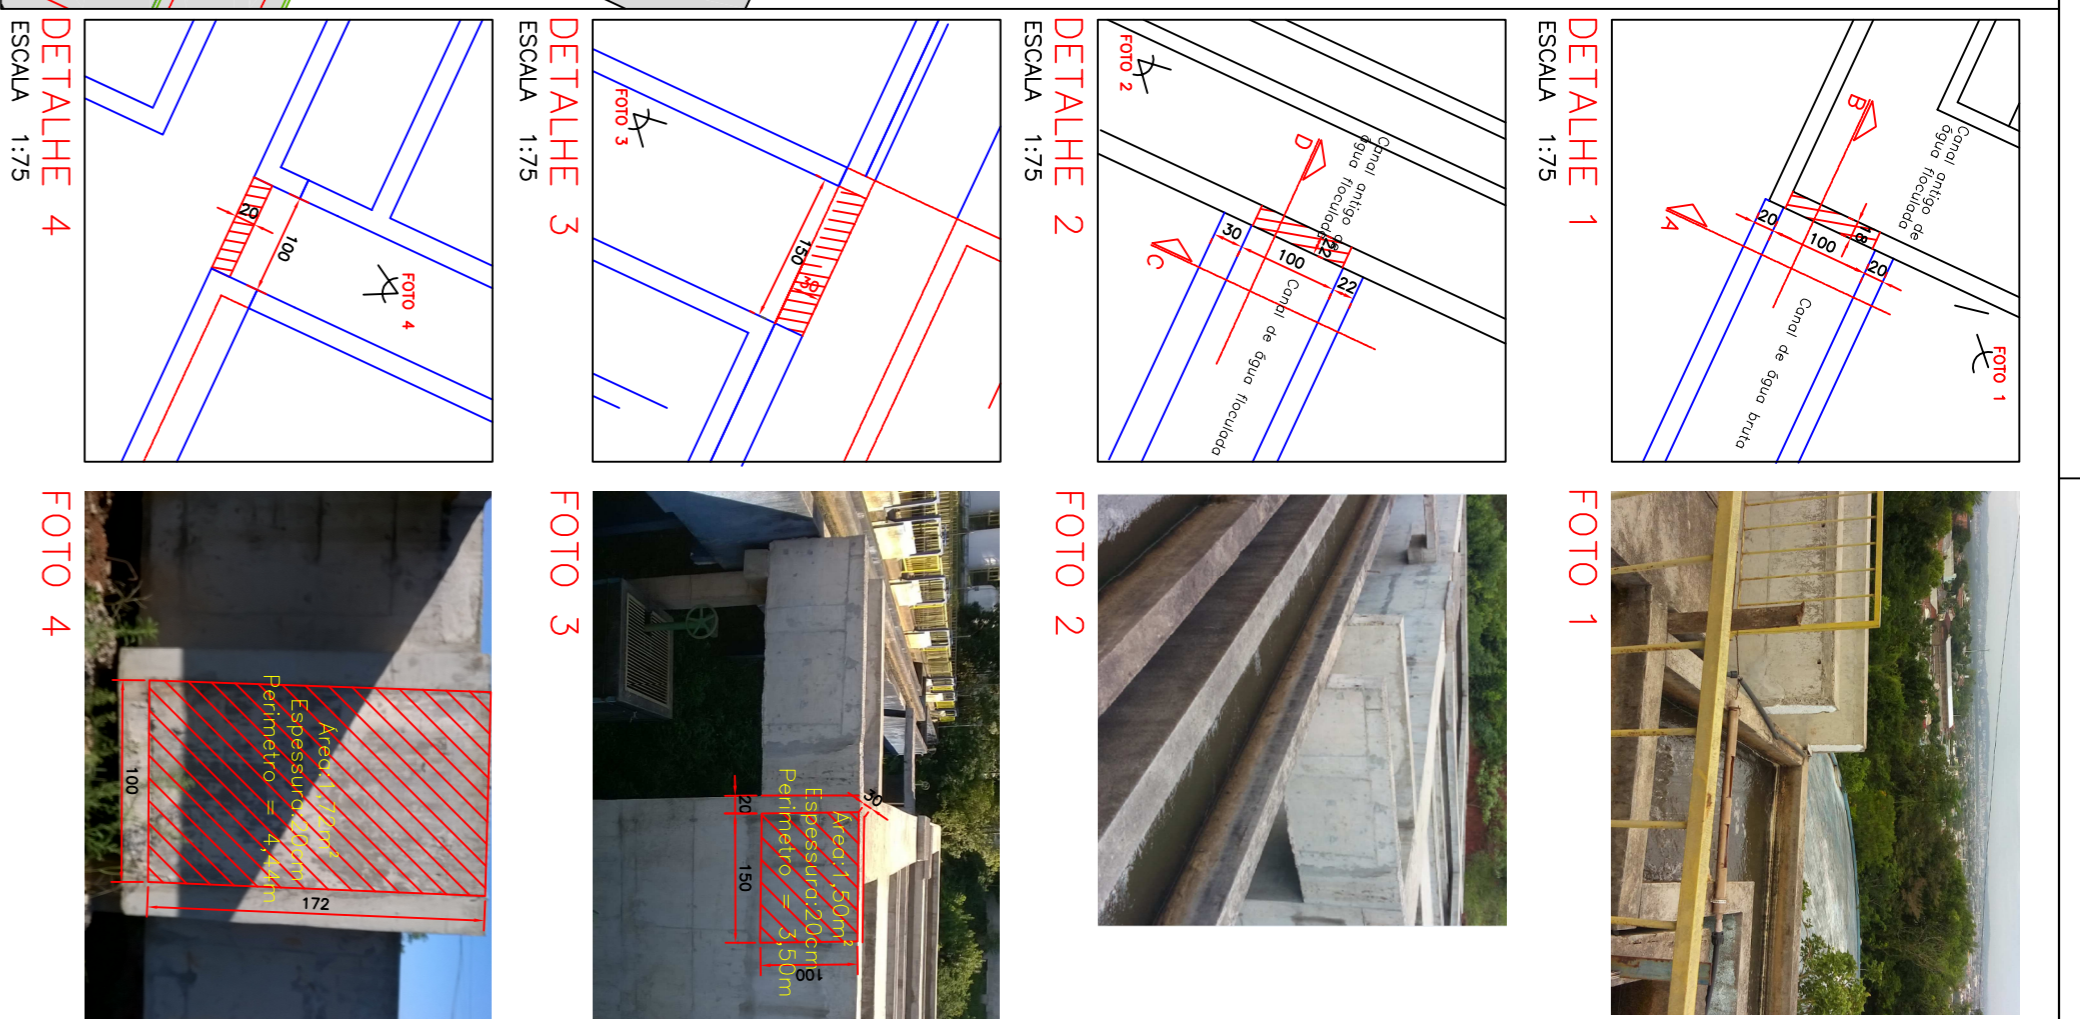 DETALHE 1
ESCALA 1:75
B
A
Canal antigo de
água floculada
20
100
18
20
Canal de água bruta
FOTO 1
FOTO 1
DETALHE 2
ESCALA 1:75
FOTO 2
D
C
Canal antigo de
água floculada
30
100
22
22
Canal de água floculada
FOTO 2
DETALHE 3
ESCALA 1:75
FOTO 3
150
30
FOTO 3
20
30
150
100
Área:1,50m²
Espessura:20cm
Perimetro = 3,50m
DETALHE 4
ESCALA 1:75
20
100
FOTO 4
FOTO 4
Área:1,72m²
Perimetro = 4,44m
100
172